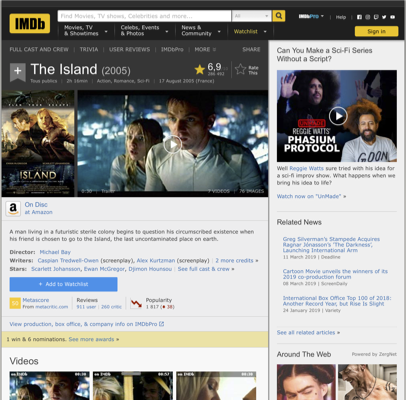 IMDb
Find Movies, TV shows, Celebrities and more...
All
IMDbPro
Help
Movies, TV
& Showtimes
Celebs, Events
& Photos
News &
Community
Watchlist
Sign in
FULL CAST AND CREW | TRIVIA | USER REVIEWS | IMDbPro | MORE
SHARE
The Island (2005)
Tous publics | 2h 16min | Action, Romance, Sci-Fi | 17 August 2005 (France)
6,9
Rate
This
ISLAND
0:30 | Trailer
7 VIDEOS | 76 IMAGES
On Disc
at Amazon
A man living in a futuristic sterile colony begins to question his circumscribed existence when
his friend is chosen to go to the Island, the last uncontaminated place on earth.
Director: Michael Bay
Writers: Caspian Tredwell-Owen (screenplay) , Alex Kurtzman (screenplay) | 2 more credits »
Stars: Scarlett Johansson, Ewan McGregor, Djimon Hounsou | See full cast & crew »
+ Add to Watchlist
Metascore
From metacritic.com
Reviews
911 user | 260 critic
Popularity
View production, box office, & company info on IMDbPro
1 win & 6 nominations. See more awards »
Videos
Can You Make a Sci-Fi Series
Without a Script?
REGGIE WATTS'
PHASIUM
PROTOCOL
Well Reggie Watts sure tried with his idea for
a sci-fi improv show. What happens when we
bring his idea to life?
Watch now on "UnMade" »
Related News
Greg Silverman's Stampede Acquires
Ragnar Jónasson's 'The Darkness',
Launching International Arm
11 March 2019 | Deadline
Cartoon Movie unveils the winners of its
2019 co-production forum
08 March 2019 | ScreenDaily
International Box Office Top 100 of 2018:
Another Record Year, but Rise is Slight
24 January 2019 | Variety
See all related articles »
Around The Web
Powered by ZergNet